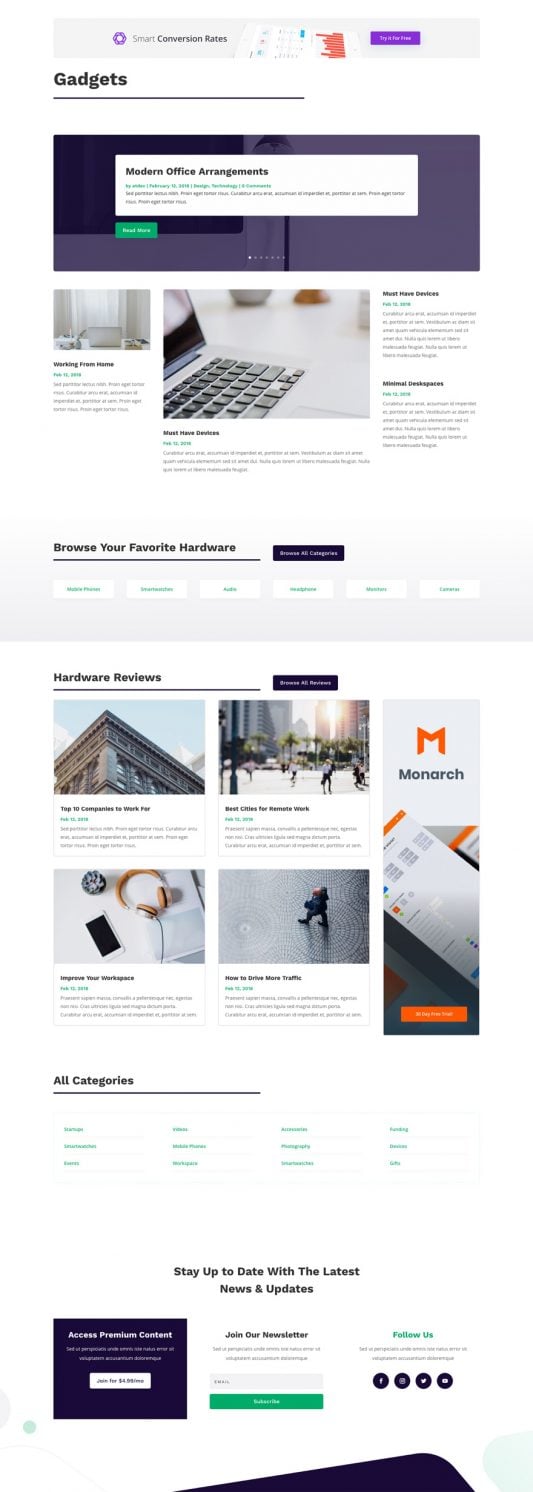 Smart Conversion Rates
Try It For Free
Gadgets
Modern Office Arrangements
by etdev | February 12, 2018 | Design, Technology | 0 Comments
Sed porttitor lectus nibh. Proin eget tortor risus. Curabitur arcu erat, accumsan id imperdiet et, porttitor at sem. Proin eget tortor
risus. Proin eget tortor risus.
Read More
Working From Home
Feb 12, 2018
Sed porttitor lectus nibh. Proin eget tortor
risus. Curabitur arcu erat, accumsan id
imperdiet et, porttitor at sem. Proin eget
tortor risus. Proin eget tortor risus.
Must Have Devices
Feb 12, 2018
Curabitur arcu erat, accumsan id imperdiet et, porttitor at sem. Vestibulum ac diam sit amet
quam vehicula elementum sed sit amet dui. Nulla quis lorem ut libero malesuada feugiat. Nulla
quis lorem ut libero malesuada feugiat.
Must Have Devices
Feb 12, 2018
Curabitur arcu erat, accumsan id imperdiet
et, porttitor at sem. Vestibulum ac diam sit
amet quam vehicula elementum sed sit amet
dui. Nulla quis lorem ut libero
malesuada feugiat. Nulla quis lorem ut libero
malesuada feugiat.
Minimal Deskspaces
Feb 12, 2018
Curabitur arcu erat, accumsan id imperdiet
et, porttitor at sem. Vestibulum ac diam sit
amet quam vehicula elementum sed sit amet
dui. Nulla quis lorem ut libero
malesuada feugiat. Nulla quis lorem ut libero
malesuada feugiat.
Browse Your Favorite Hardware
Browse All Categories
Mobile Phones
Smartwatches
Audio
Headphone
Monitors
Cameras
Hardware Reviews
Browse All Reviews
Top 10 Companies to Work For
Feb 12, 2018
Sed porttitor lectus nibh. Proin eget tortor risus. Curabitur arcu
erat, accumsan id imperdiet et, porttitor at sem. Proin eget
tortor risus. Proin eget tortor risus.
Best Cities for Remote Work
Feb 12, 2018
Praesent sapien massa, convallis a pellentesque nec, egestas
non nisi. Cras ultricies ligula sed magna dictum porta.
Curabitur arcu erat, accumsan id imperdiet et, porttitor at sem.
Improve Your Workspace
Feb 12, 2018
Praesent sapien massa, convallis a pellentesque nec, egestas
non nisi. Cras ultricies ligula sed magna dictum porta.
Curabitur arcu erat, accumsan id imperdiet et, porttitor at sem.
How to Drive More Traffic
Feb 12, 2018
Praesent sapien massa, convallis a pellentesque nec, egestas
non nisi. Cras ultricies ligula sed magna dictum porta.
Curabitur arcu erat, accumsan id imperdiet et, porttitor at sem.
Monarch
30 Day Free Trial!
All Categories
Startups
Videos
Accessories
Funding
Smartwatches
Mobile Phones
Photography
Devices
Events
Workspace
Smartwatches
Gifts
Stay Up to Date With The Latest
News & Updates
Access Premium Content
Sed ut perspiciatis unde omnis iste natus error sit
voluptatem accusantium doloremque
Join for $4.99/mo
Join Our Newsletter
Sed ut perspiciatis unde omnis iste natus error sit
voluptatem accusantium doloremque
EMAIL
Subscribe
Follow Us
Sed ut perspiciatis unde omnis iste natus error sit
voluptatem accusantium doloremque